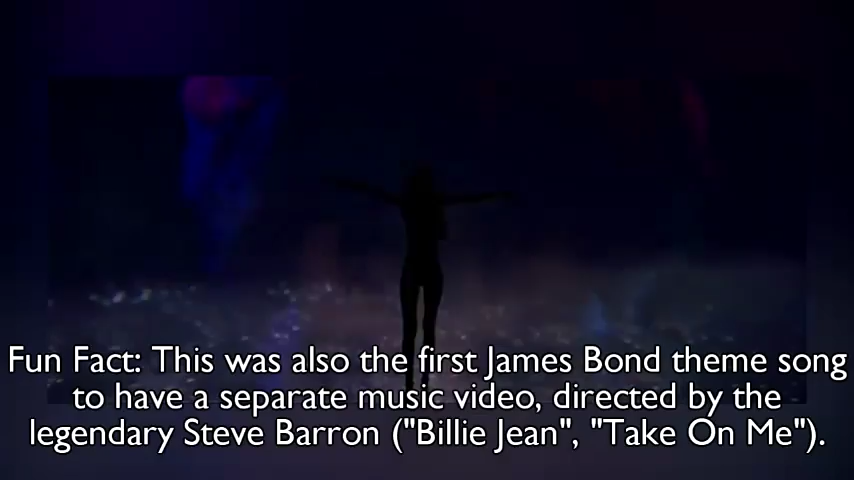 Fun Fact: This was also the first James Bond theme song
to have a separate music video, directed by the
legendary Steve Barron ("Billie Jean", "Take On Me").